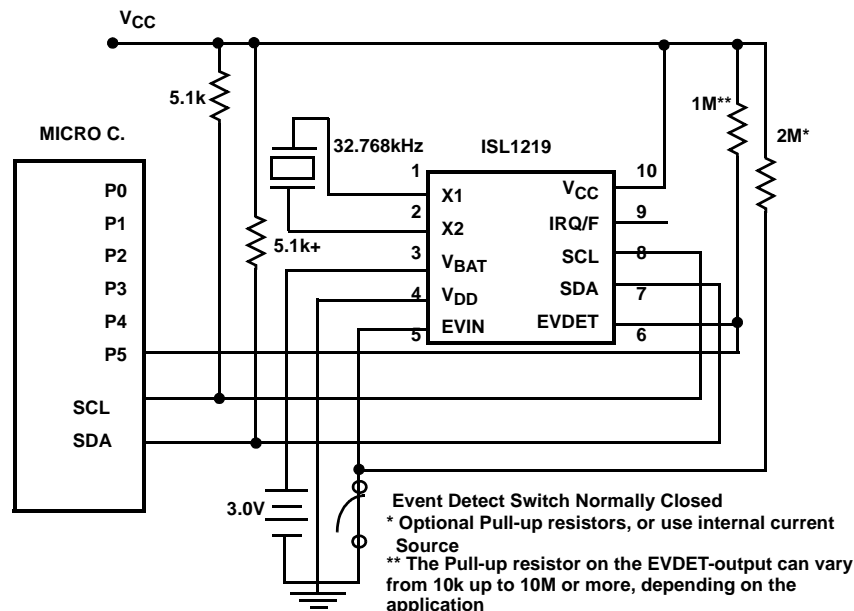 VCC
5.1k
1M**
2M*
MICRO C.
32.768kHz
ISL1219
P0
P1
P2
P3
P4
P5
SCL
SDA
5.1k+
1
2
3
4
5
X1
X2
VBAT
VDD
EVIN
VCC
IRQ/F
SCL
SDA
EVDET
10
9
8
7
6
3.0V
Event Detect Switch Normally Closed
* Optional Pull-up resistors, or use internal current
Source
** The Pull-up resistor on the EVDET-output can vary
from 10k up to 10M or more, depending on the
application